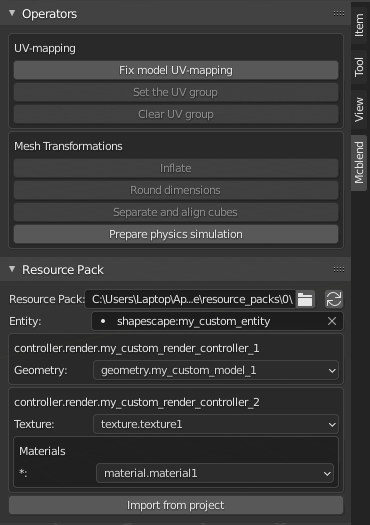 Operators
UV-mapping
Fix model UV-mapping
Set the UV group
Clear UV group
Mesh Transformations
Inflate
Round dimensions
Separate and align cubes
Prepare physics simulation
Resource Pack
Resource Pack: C:\Users\Laptop\Ap...e\resource_packs\0\
Entity: shapescape:my_custom_entity
controller.render.my_custom_render_controller_1
Geometry: geometry.my_custom_model_1
controller.render.my_custom_render_controller_2
Texture: texture.texture1
Materials
*: material.material1
Import from project
Item
Tool
View
Mcblend